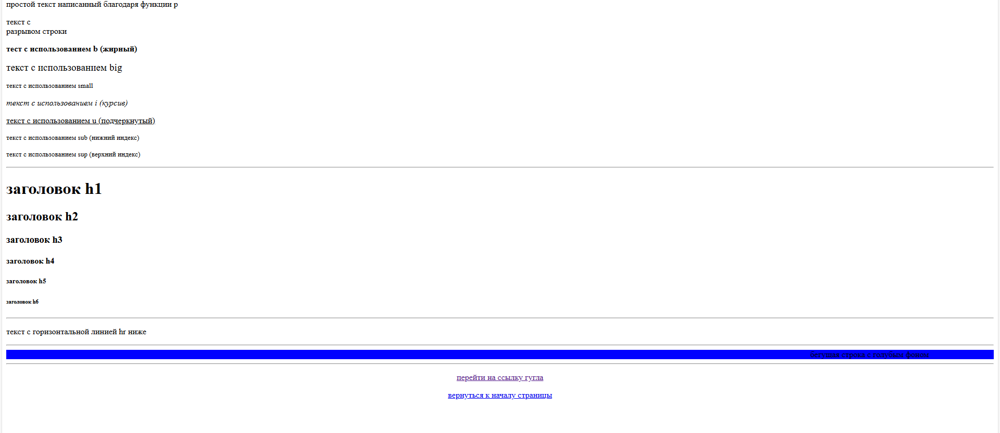 простой текст написанный благодаря функции p
текст с
разрывом строки
тест с использованием b (жирный)
текст с использованием big
текст с использованием small
текст с использованием i (курсив)
текст с использованием u (подчеркнутый)
текст с использованием sub (нижний индекс)
текст с использованием sup (верхний индекс)
заголовок h1
заголовок h2
заголовок h3
заголовок h4
заголовок h5
заголовок h6
текст с горизонтальной линией hr ниже
бегущая строка с голубым фоном
перейти на ссылку гугла
вернуться к началу страницы